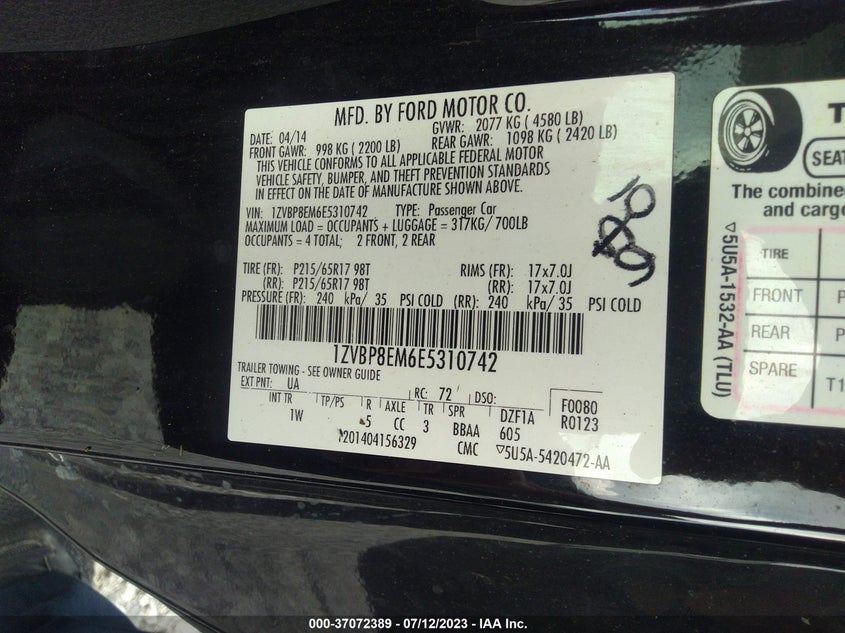 MFD. BY FORD MOTOR CO.
DATE: 04/14 GVWR: 2077 KG ( 4580 LB)
FRONT GAWR: 998 KG ( 2200 LB) REAR GAWR: 1098 KG ( 2420 LB)
THIS VEHICLE CONFORMS TO ALL APPLICABLE FEDERAL MOTOR
VEHICLE SAFETY, BUMPER, AND THEFT PREVENTION STANDARDS
IN EFFECT ON THE DATE OF MANUFACTURE SHOWN ABOVE.
VIN: 1ZVBP8EM6E5310742 TYPE: Passenger Car
MAXIMUM LOAD = OCCUPANTS + LUGGAGE = 317KG/ 700LB
OCCUPANTS = 4 TOTAL; 2 FRONT, 2 REAR
TIRE (FR): P215/65R17 98T RIMS (FR): 17x7.0J
(RR): P215/65R17 98T (RR): 17x7.0J
PRESSURE (FR): 240 kPa/ 35 PSI COLD (RR): 240 kPa/ 35 PSI COLD
1ZVBP8EM6E5310742
TRAILER TOWING - SEE OWNER GUIDE
EXT PNT: UA RC: 72 DSO:
INT TR TP/PS R AXLE TR SPR DZF1A F0080
1W 5 CC 3 BBAA 605 R0123
201404156329 CMC ▽5U5A-5420472-AA
SEAT
The combine
and carg
▽5U5A-1532-AA (TLU)
TIRE
FRONT P
REAR P
SPARE T1
000-37072389 - 07/12/2023 - IAA Inc.